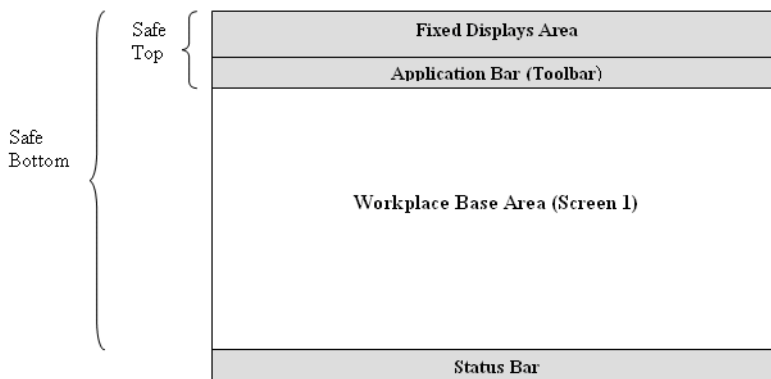 Safe
Top
Fixed Displays Area
Application Bar (Toolbar)
Safe
Bottom
Workplace Base Area (Screen 1)
Status Bar